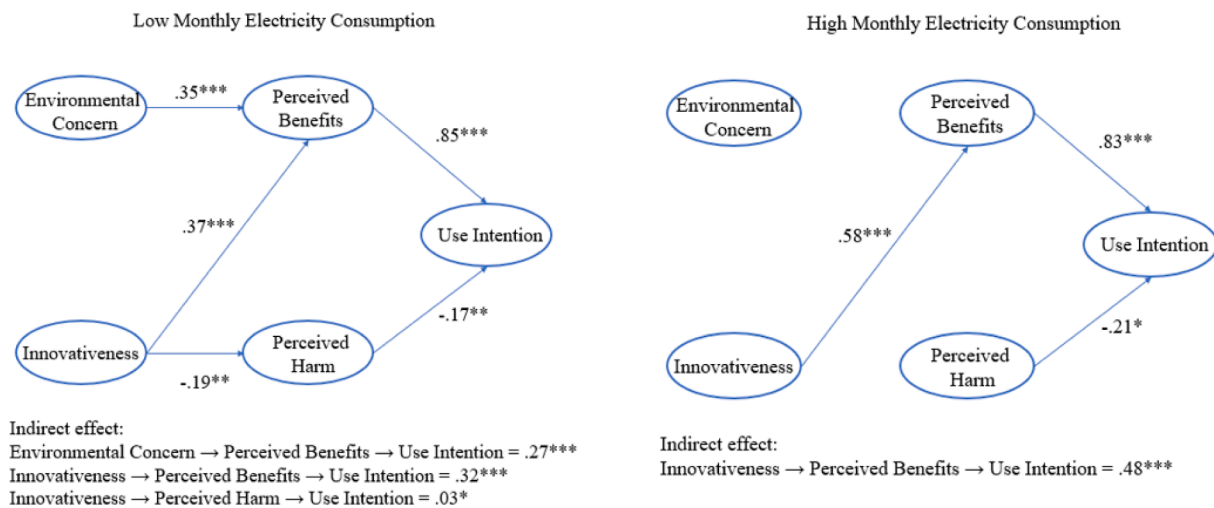 Low Monthly Electricity Consumption
Environmental
Concern
.35***
Perceived
Benefits
.85***
.37***
Use Intention
-.17**
Innovativeness
-.19**
Perceived
Harm
Indirect effect:
Environmental Concern → Perceived Benefits → Use Intention = .27***
Innovativeness → Perceived Benefits → Use Intention = .32***
Innovativeness → Perceived Harm → Use Intention = .03*
High Monthly Electricity Consumption
Environmental
Concern
Perceived
Benefits
.83***
.58***
Use Intention
-.21*
Innovativeness
Perceived
Harm
Indirect effect:
Innovativeness → Perceived Benefits → Use Intention = .48***